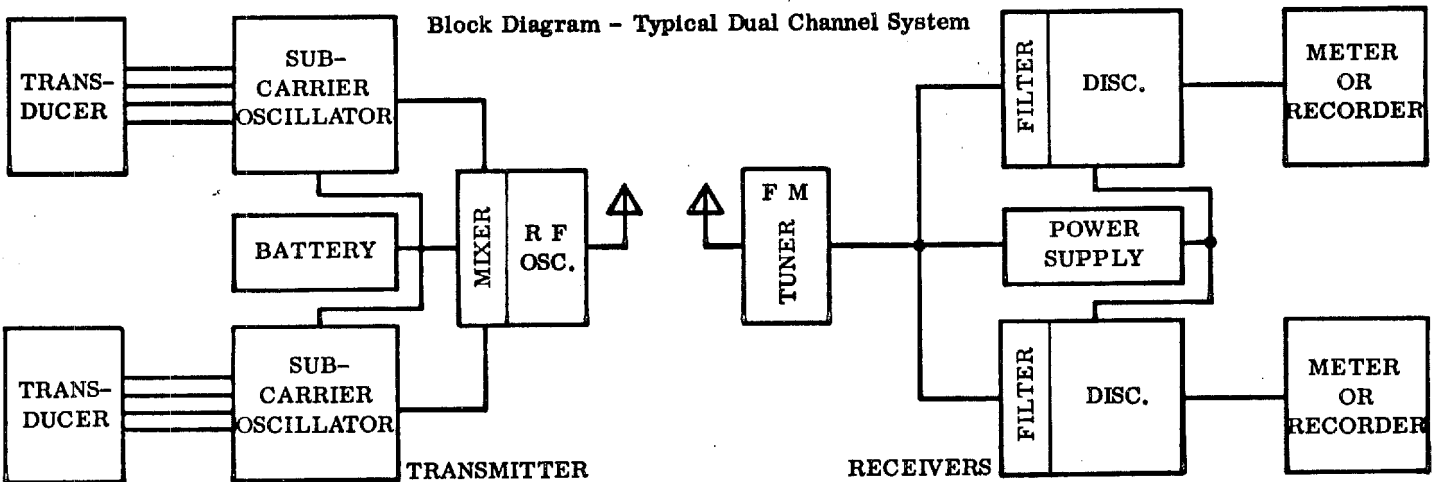 Block Diagram – Typical Dual Channel System
TRANS-
DUCER
SUB-
CARRIER
OSCILLATOR
BATTERY
TRANS-
DUCER
SUB-
CARRIER
OSCILLATOR
MIXER
R F
OSC.
TRANSMITTER
F M
TUNER
FILTER
DISC.
METER
OR
RECORDER
POWER
SUPPLY
FILTER
DISC.
METER
OR
RECORDER
RECEIVERS